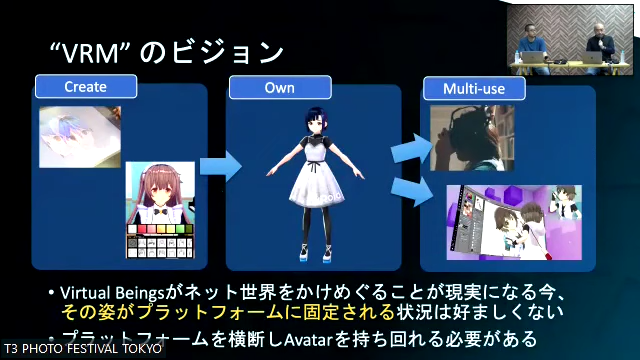 “VRM” のビジョン
Create
Own
Multi-use
• Virtual Beingsがネット世界をかけめぐることが現実になる今、
その姿がプラットフォームに固定される状況は好ましくない
• プラットフォームを横断しAvatarを持ち回れる必要がある
T3 PHOTO FESTIVAL TOKYO